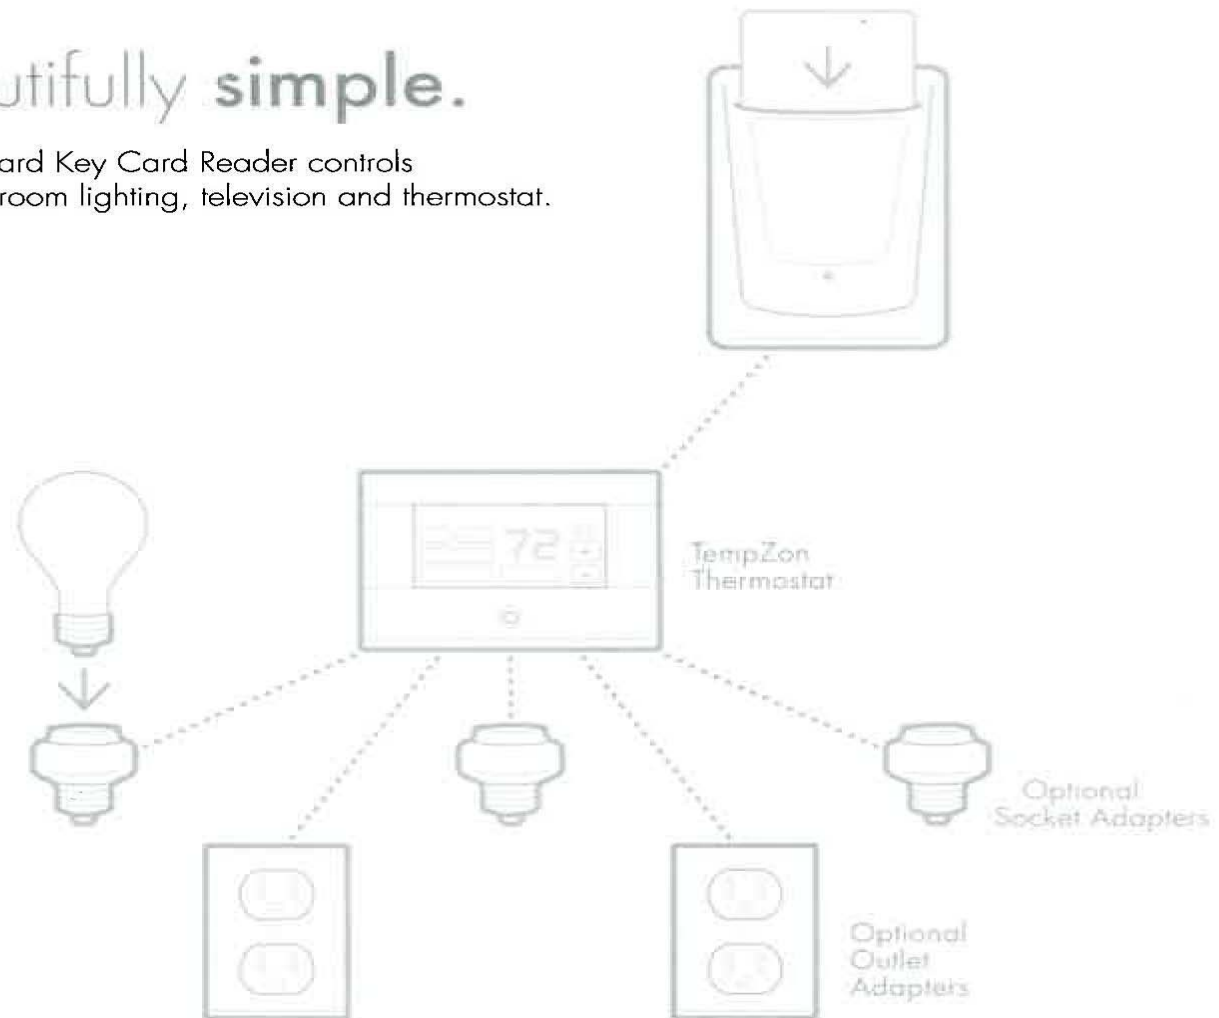 utifully simple.
ard Key Card Reader controls
room lighting, television and thermostat.
72
TempZon
Thermostat
Optional
Socket Adapters
Optional
Outlet
Adapters